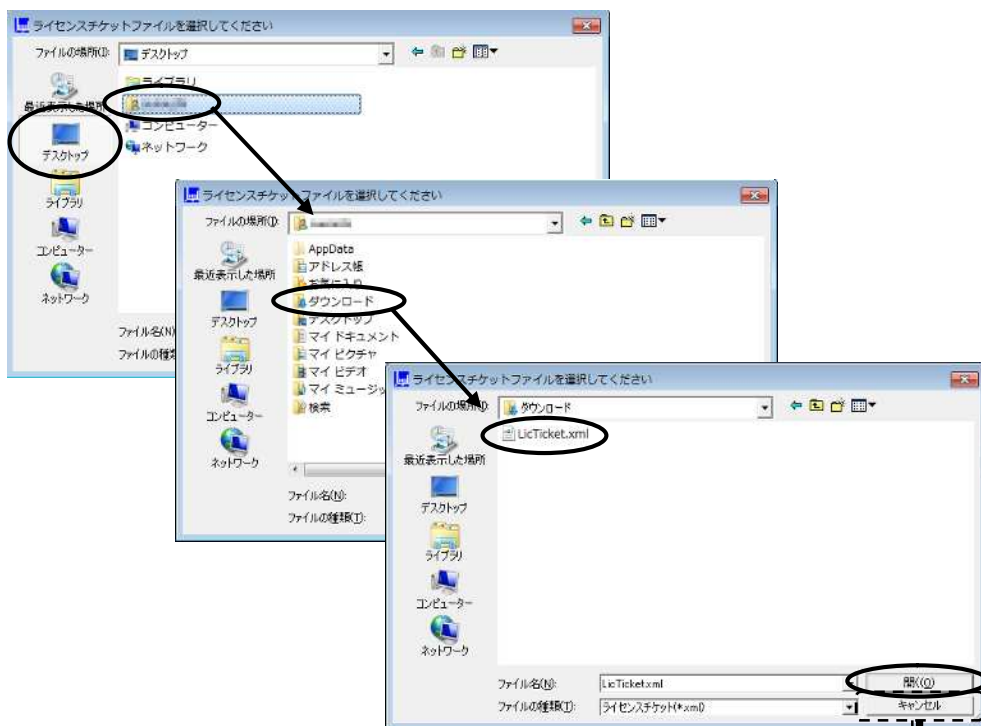 ライセンスチケットファイルを選択してください
ファイルの場所(I):
デスクトップ
最近表示した場所
デスクトップ
ライブラリ
コンピューター
ネットワーク
ライブラリ
コンピューター
ネットワーク
ファイル名(N)
ファイルの種類
ライセンスチケットファイルを選択してください
ファイルの場所(I):
最近表示した場所
デスクトップ
ライブラリ
コンピューター
ネットワーク
AppData
アドレス帳
お気に入り
ダウンロード
デスクトップ
マイ ドキュメント
マイ ピクチャ
マイ ビデオ
マイ ミュージッ
検索
ファイル名(N):
ファイルの種類(T):
ライセンスチケットファイルを選択してください
ファイルの場所(I):
ダウンロード
最近表示した場所
デスクトップ
ライブラリ
コンピューター
ネットワーク
LicTicket.xml
ファイル名(N):
LicTicket.xml
開く(O)
ファイルの種類(T):
ライセンスチケット(*.xml)
キャンセル